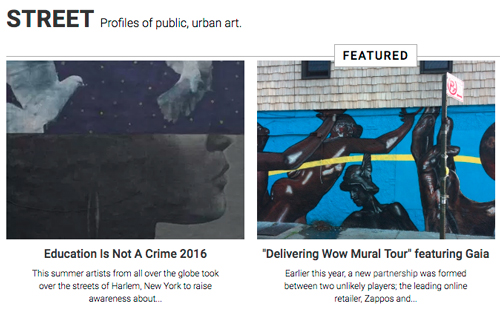 STREET Profiles of public, urban art.
FEATURED
Education Is Not A Crime 2016
This summer artists from all over the globe took
over the streets of Harlem, New York to raise
awareness about...
"Delivering Wow Mural Tour" featuring Gaia
Earlier this year, a new partnership was formed
between two unlikely players; the leading online
retailer, Zappos and...